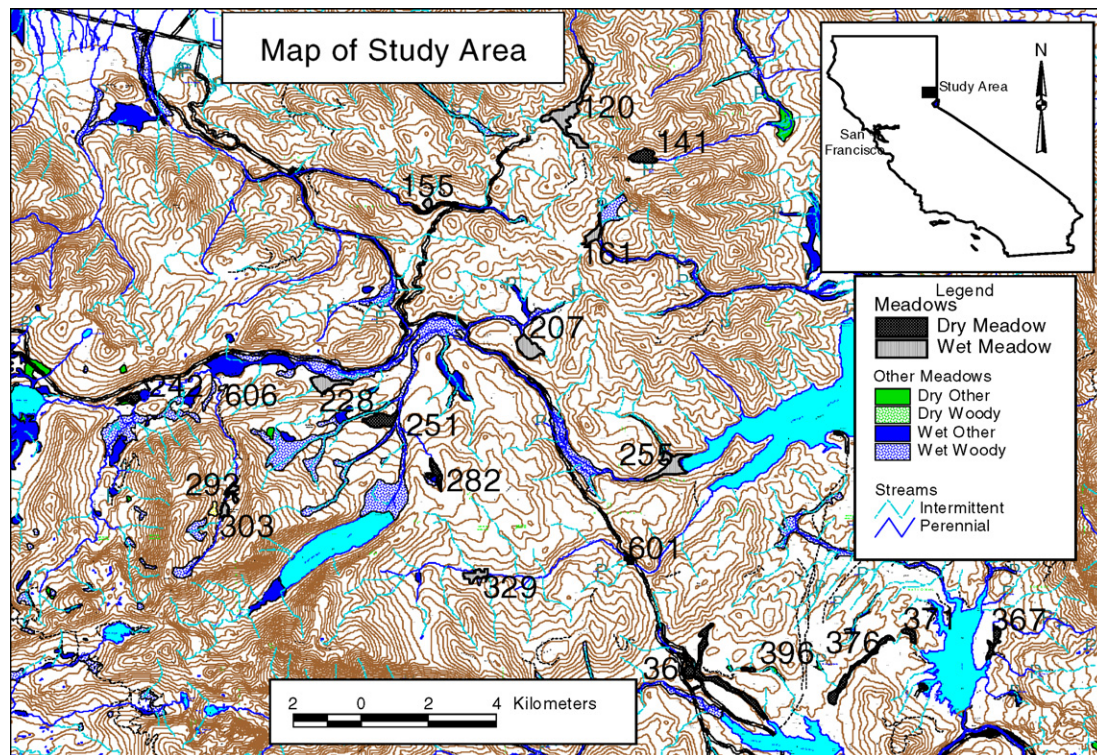 Map of Study Area
N
Study Area
San
Francisco
120
141
155
161
207
242
606
228
251
255
282
292
303
601
329
371
367
396
376
Legend
Meadows
Dry Meadow
Wet Meadow
Other Meadows
Dry Other
Dry Woody
Wet Other
Wet Woody
Streams
Intermittent
Perennial
2 0 2 4 Kilometers